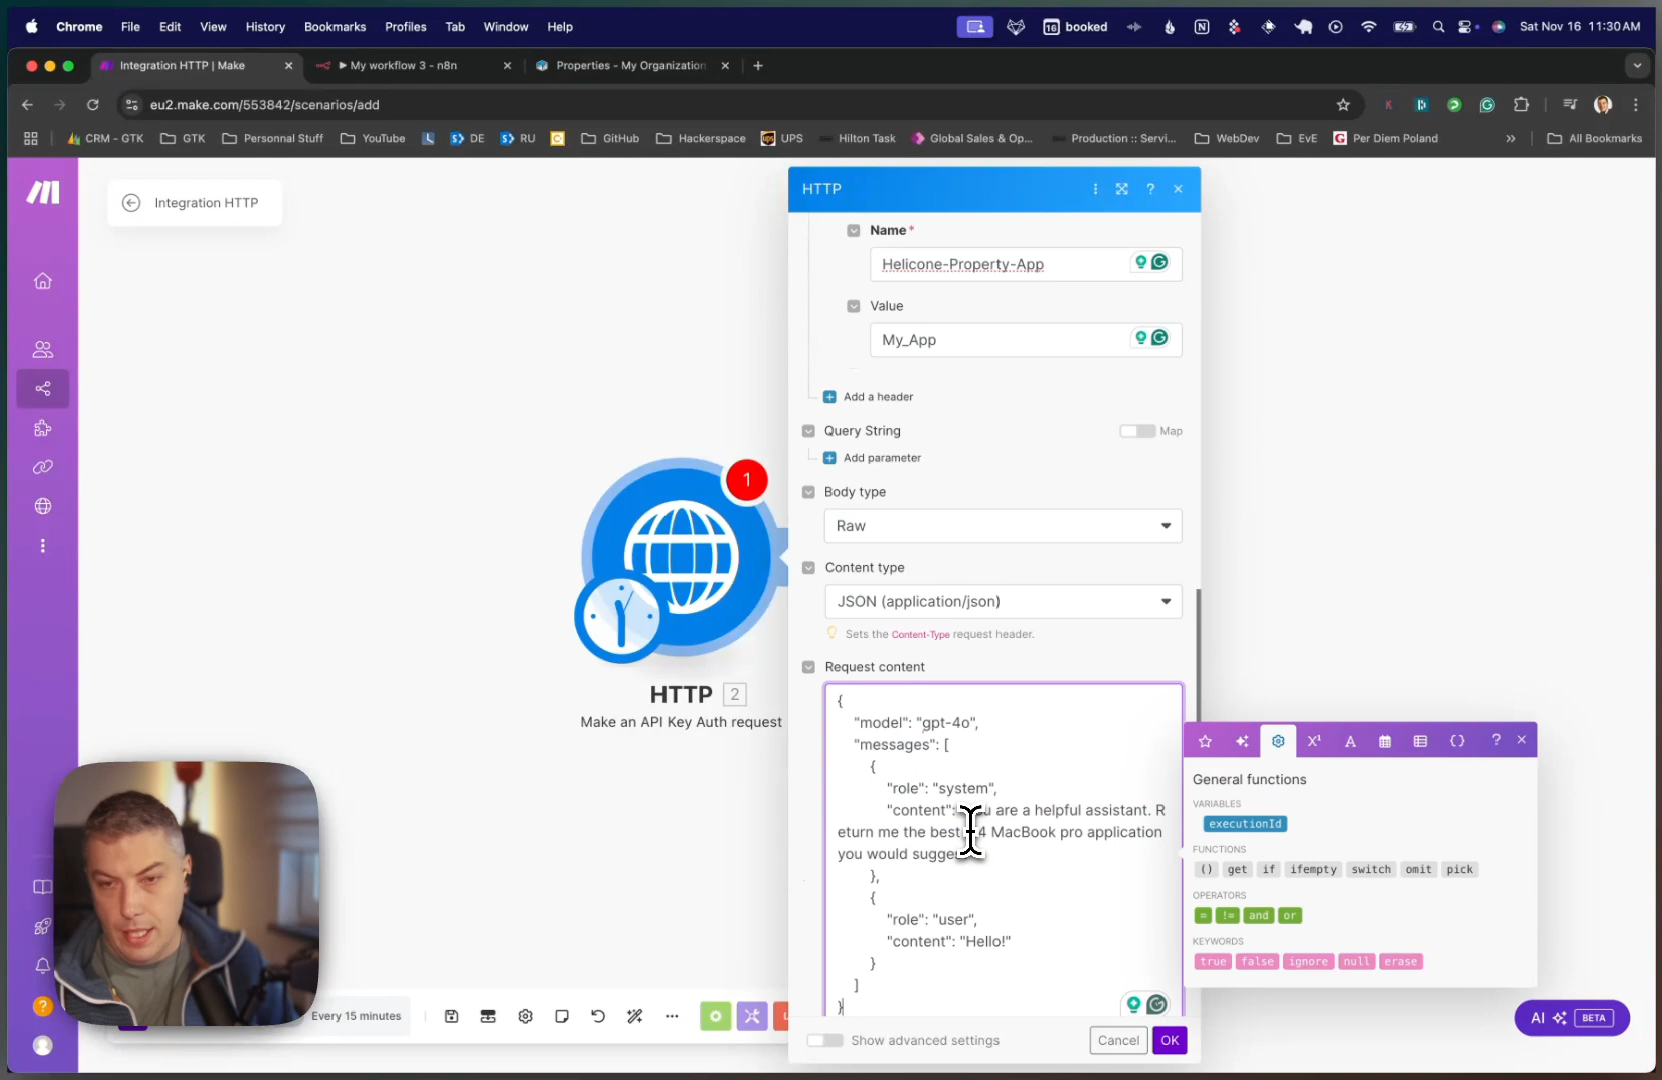 Chrome File Edit View History Bookmarks Profiles Tab Window Help
16 booked
Sat Nov 16 11:30 AM
Integration HTTP | Make
My workflow 3 - n8n
Properties - My Organization
eu2.make.com/553842/scenarios/add
CRM - GTK
GTK
Personnal Stuff
YouTube
DE
RU
GitHub
Hackerspace
UPS
Hilton Task
Global Sales & Op...
Production :: Servi...
WebDev
EvE
Per Diem Poland
All Bookmarks
Integration HTTP
HTTP
Name*
Helicone-Property-App
Value
My_App
Add a header
Query String
Map
Add parameter
Body type
Raw
Content type
JSON (application/json)
Sets the Content-Type request header.
Request content
{
"model": "gpt-4o",
"messages": [
{
"role": "system",
"content": are a helpful assistant. R
eturn me the best 4 MacBook pro application
you would sugge
},
{
"role": "user",
"content": "Hello!"
}
]
}
Show advanced settings
Cancel
OK
1
HTTP 2
Make an API Key Auth request
General functions
VARIABLES
executionId
FUNCTIONS
() get if ifempty switch omit pick
OPERATORS
= != and or
KEYWORDS
true false ignore null erase
Every 15 minutes
AI BETA